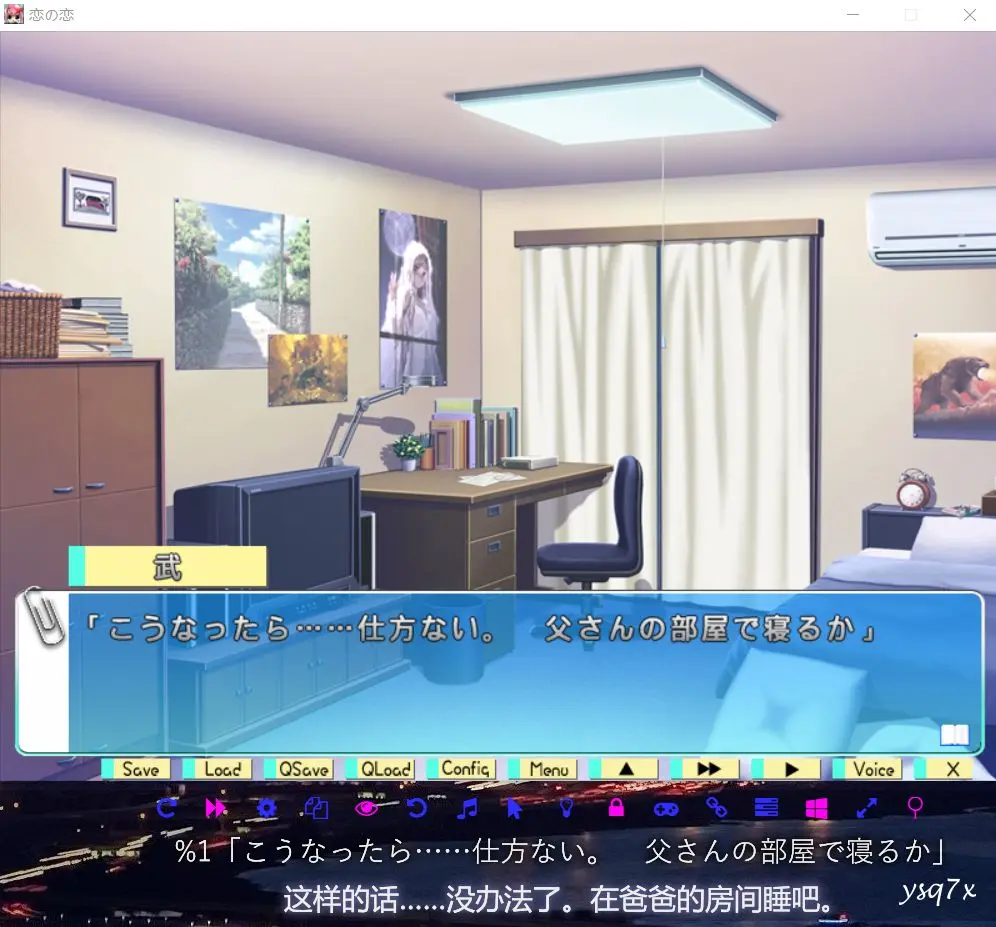 恋の恋
武
「こうなったら……仕方ない。　父さんの部屋で寝るか」
Save Load QSave QLoad Config Menu ▲ ▶▶ ▶ Voice X
%1「こうなったら……仕方ない。　父さんの部屋で寝るか」
这样的话......没办法了。在爸爸的房间睡吧。
ysq7x